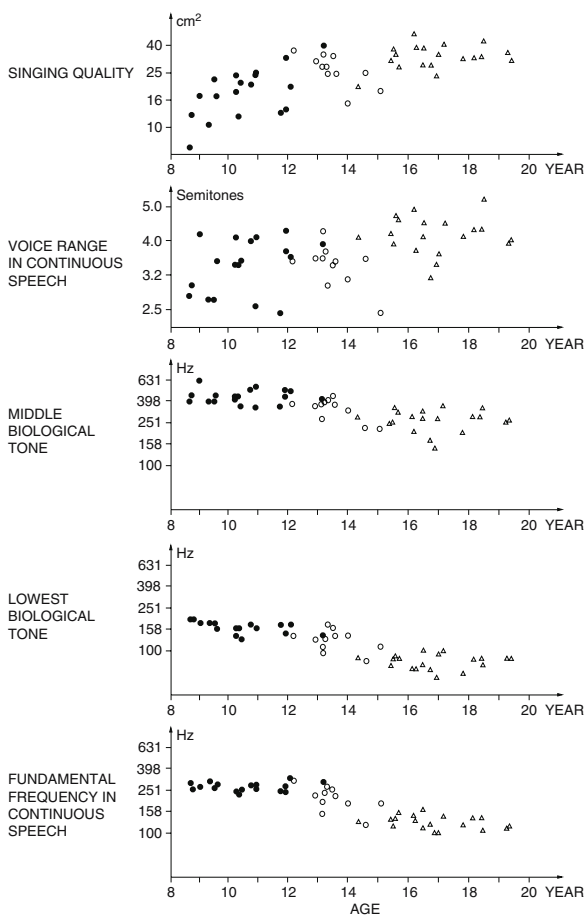 cm²
40
25
16
10
SINGING QUALITY
8 10 12 14 16 18 20 YEAR
Semitones
5.0
4.0
3.2
2.5
VOICE RANGE
IN CONTINUOUS
SPEECH
8 10 12 14 16 18 20 YEAR
Hz
631
398
251
158
100
MIDDLE
BIOLOGICAL
TONE
8 10 12 14 16 18 20 YEAR
Hz
631
398
251
158
100
LOWEST
BIOLOGICAL
TONE
8 10 12 14 16 18 20 YEAR
Hz
631
398
251
158
100
FUNDAMENTAL
FREQUENCY IN
CONTINUOUS
SPEECH
8 10 12 14 16 18 20 YEAR
AGE